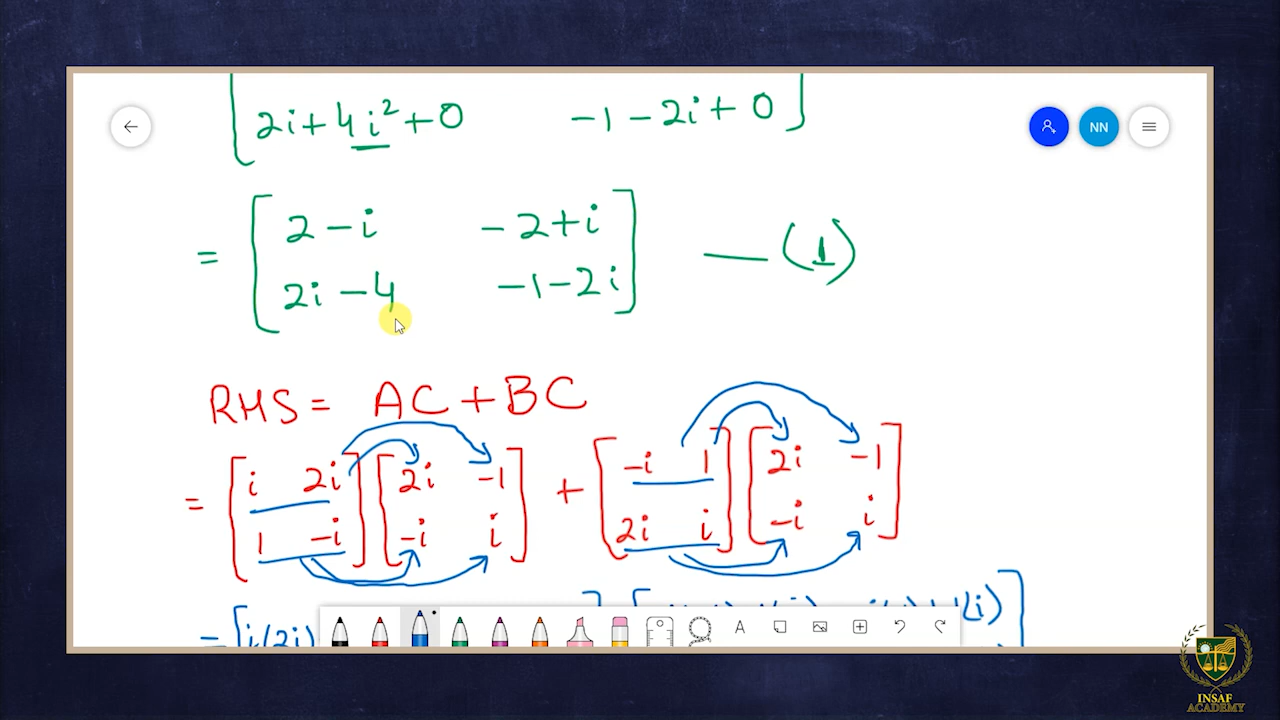 2i+4i²+0 -1-2i+0
NN
= [2-i -2+i
2i-4 -1-2i] —(1)
RHS = AC+BC
= [i 2i
1 -i] [2i -1
-i i] + [-i 1
2i i] [2i -1
-i i]
= [i(2i)
A
INSAF
ACADEMY